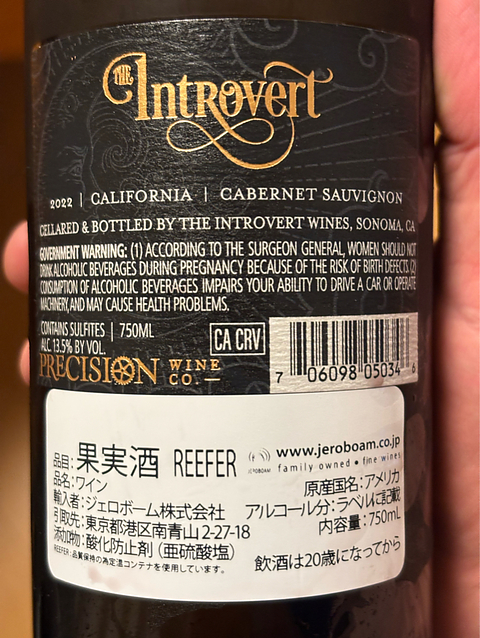 THE Introvert
2022 | CALIFORNIA | CABERNET SAUVIGNON
CELLARED & BOTTLED BY THE INTROVERT WINES, SONOMA, CA
GOVERNMENT WARNING: (1) ACCORDING TO THE SURGEON GENERAL, WOMEN SHOULD NOT
DRINK ALCOHOLIC BEVERAGES DURING PREGNANCY BECAUSE OF THE RISK OF BIRTH DEFECTS. (2)
CONSUMPTION OF ALCOHOLIC BEVERAGES IMPAIRS YOUR ABILITY TO DRIVE A CAR OR OPERATE
MACHINERY, AND MAY CAUSE HEALTH PROBLEMS.
CONTAINS SULFITES | 750ML
ALC. 13.5% BY VOL.
CA CRV
PRECISION WINE CO.
7 06098 05034 6
品目: 果実酒 REEFER
品名: ワイン
輸入者: ジェロボーム株式会社
引取先: 東京都港区南青山2-27-18
添加物: 酸化防止剤 (亜硫酸塩)
REEFER: 品質保持の為定温コンテナを使用しています。
JEROBOAM
www.jeroboam.co.jp
family owned • fine wines
原産国名: アメリカ
アルコール分: ラベルに記載
内容量: 750mL
飲酒は20歳になってから